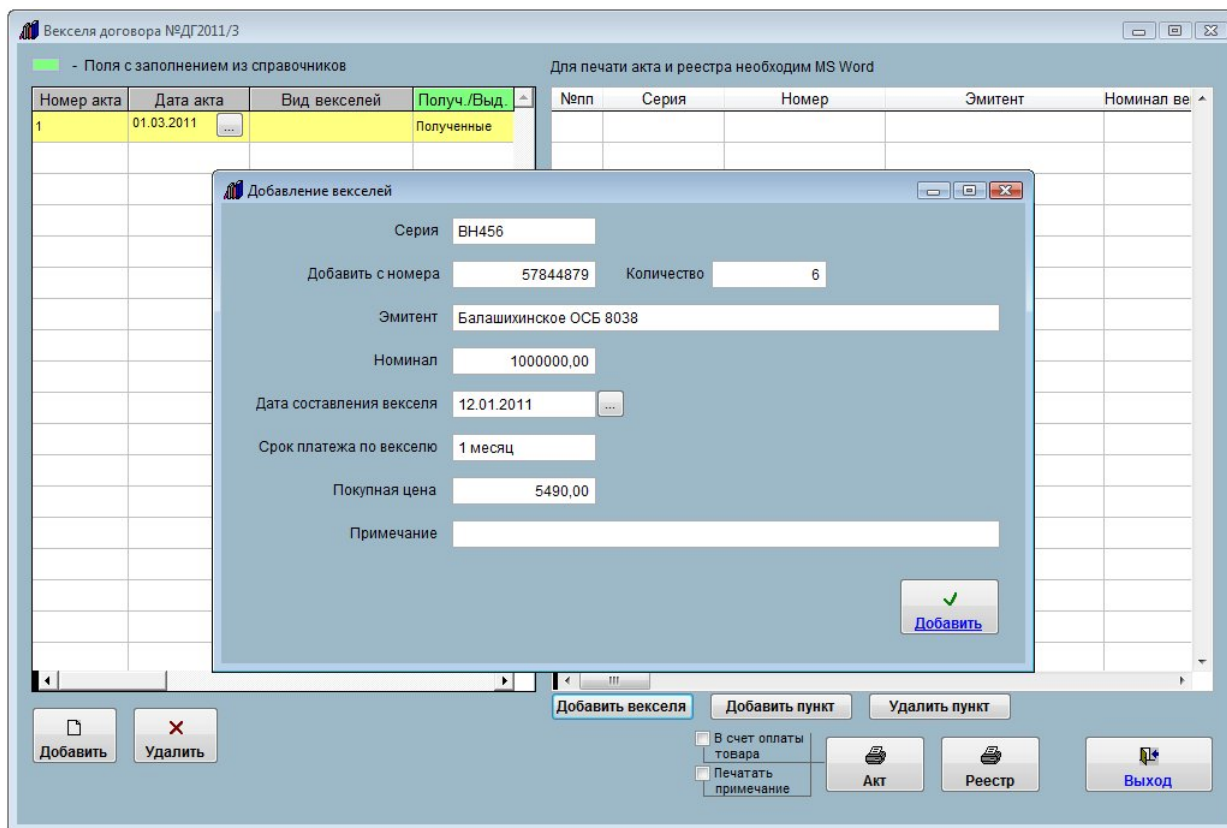 Векселя договора №ДГ2011/3
- Поля с заполнением из справочников
Для печати акта и реестра необходим MS Word
Номер акта Дата акта Вид векселей Получ./Выд.
№пп Серия Номер Эмитент Номинал ве
1 01.03.2011 ... Полученные
Добавление векселей
Серия ВН456
Добавить с номера 57844879 Количество 6
Эмитент Балашихинское ОСБ 8038
Номинал 1000000,00
Дата составления векселя 12.01.2011 ...
Срок платежа по векселю 1 месяц
Покупная цена 5490,00
Примечание
Добавить
Добавить векселя Добавить пункт Удалить пункт
Добавить Удалить
В счет оплаты
товара
Печатать
примечание
Акт Реестр Выход